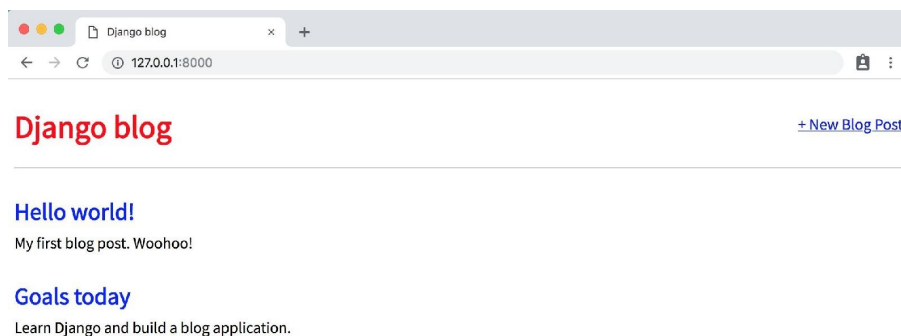 Django blog
127.0.0.1:8000
Django blog
+ New Blog Post
Hello world!
My first blog post. Woohoo!
Goals today
Learn Django and build a blog application.